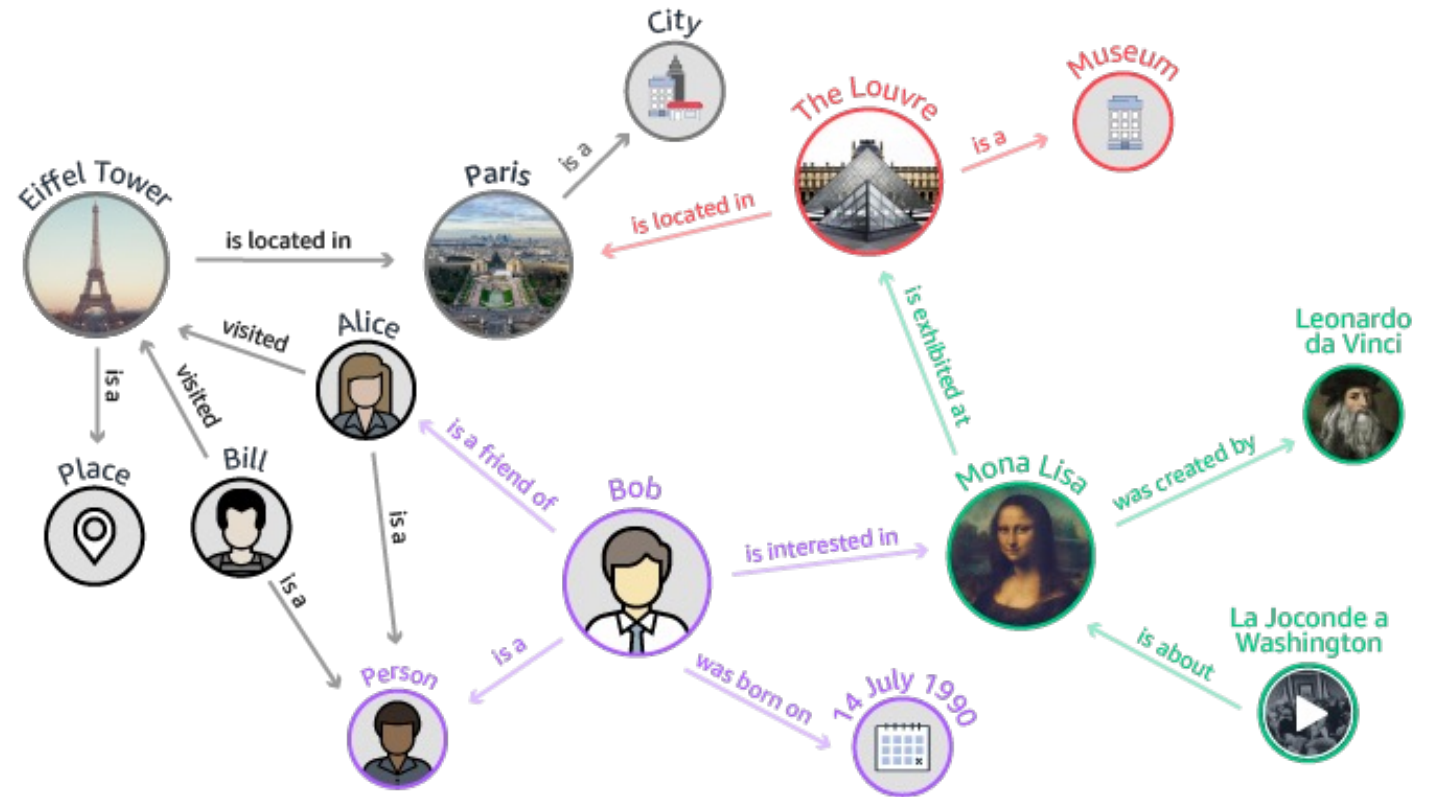 City
Museum
The Louvre
is a
is a
Eiffel Tower
Paris
is located in
is located in
visited
Alice
is exhibited at
Leonardo
da Vinci
is a
visited
is a friend of
Place
Bill
Bob
Mona Lisa
was created by
is a
is interested in
is a
La Joconde a
Washington
is about
is a
Person
was born on
14 July 1990